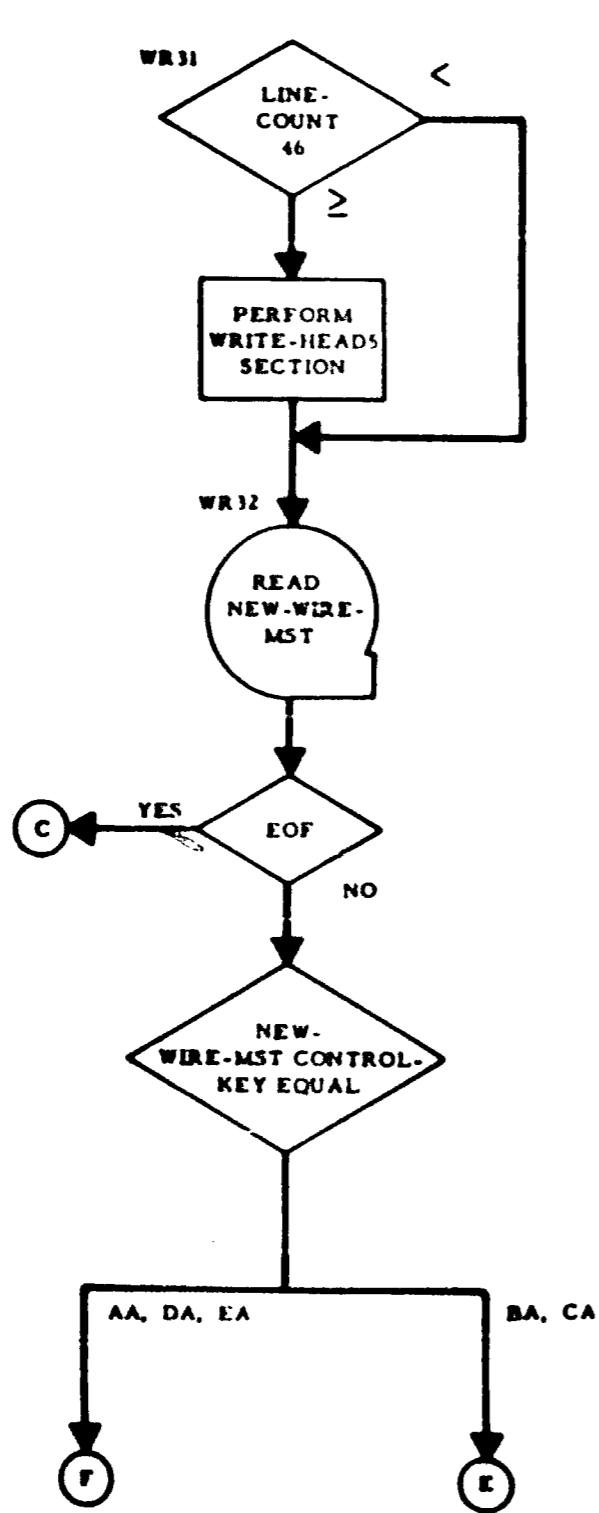 WR31
<
LINE-
COUNT
46
≥
PERFORM
WRITE-HEADS
SECTION
WR32
READ
NEW-WIRE-
MST
YES
C
EOF
NO
NEW-
WIRE-MST CONTROL-
KEY EQUAL
AA, DA, EA
BA, CA
F
E